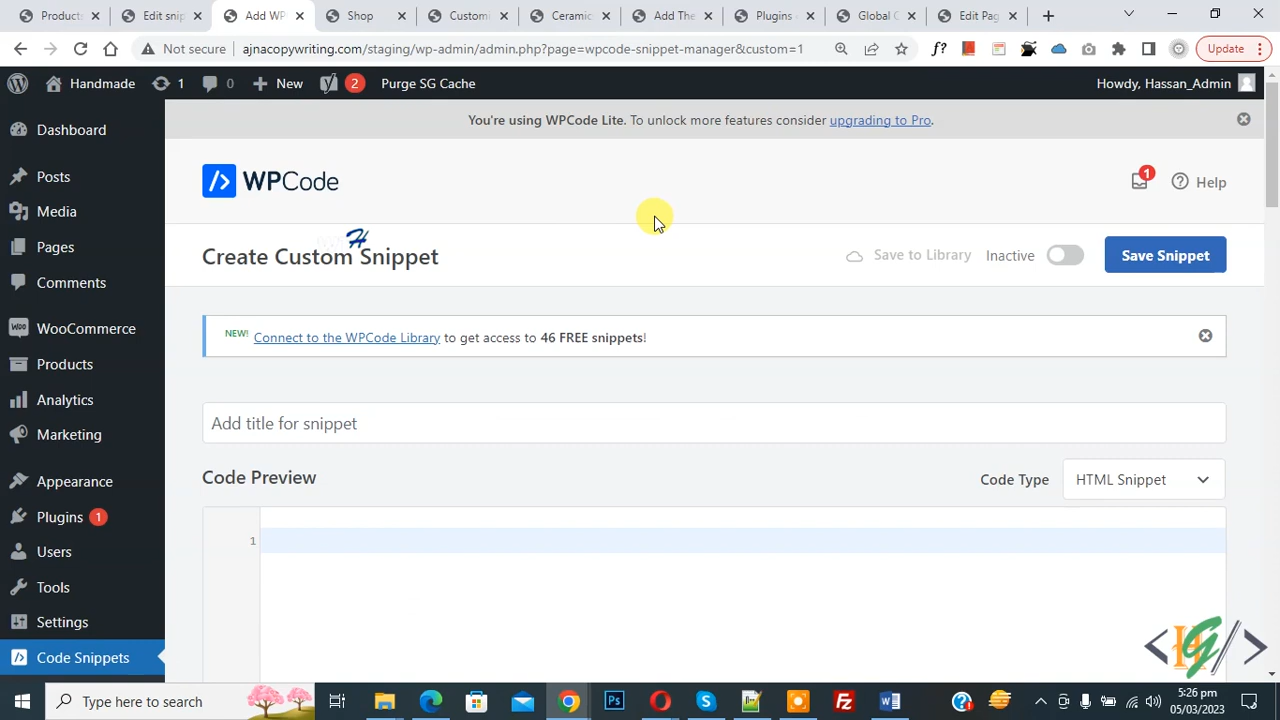 Products
Edit snip
Add WP
Shop
Custom
Ceramic
Add The
Plugins
Global C
Edit Pag
Not secure
ajnacopywriting.com/staging/wp-admin/admin.php?page=wpcode-snippet-manager&custom=1
f?
Update
Handmade
1
0
New
2
Purge SG Cache
Howdy, Hassan_Admin
Dashboard
Posts
Media
Pages
Comments
WooCommerce
Products
Analytics
Marketing
Appearance
Plugins 1
Users
Tools
Settings
Code Snippets
You're using WPCode Lite. To unlock more features consider upgrading to Pro.
WPCode
1
Help
Create Custom Snippet
H
Save to Library
Inactive
Save Snippet
NEW! Connect to the WPCode Library to get access to 46 FREE snippets!
Add title for snippet
Code Preview
Code Type
HTML Snippet
1
<HG/>
Type here to search
5:26 pm
05/03/2023